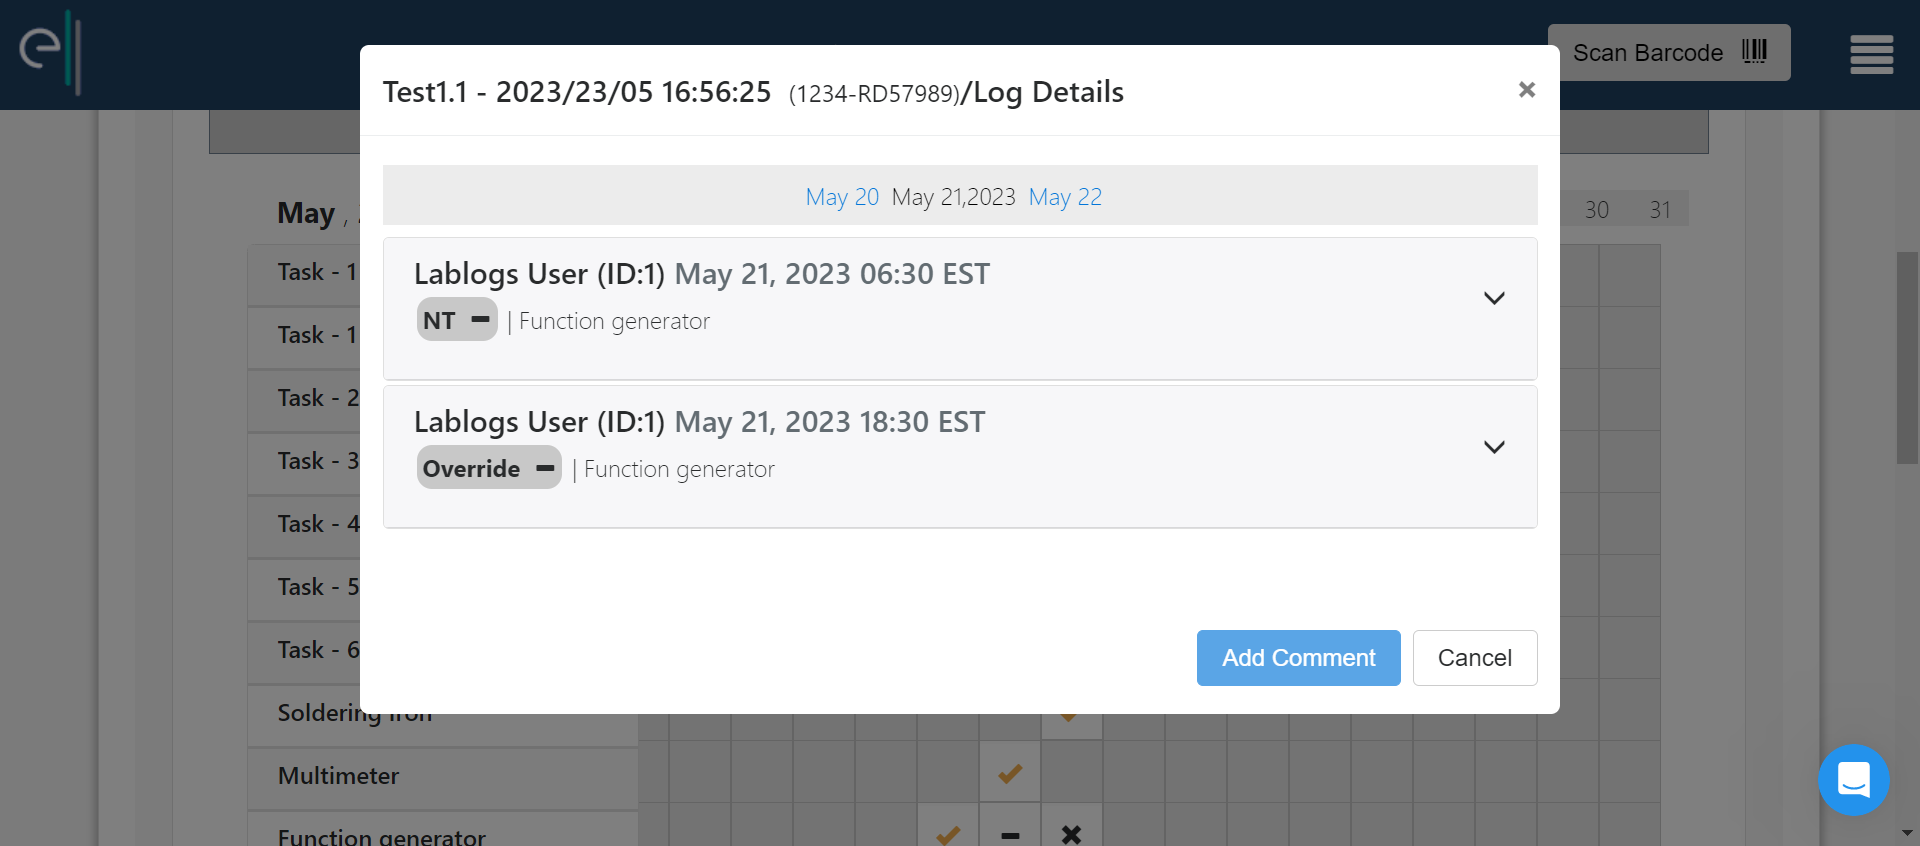 ell
Scan Barcode
Test1.1 - 2023/23/05 16:56:25 (1234-RD57989)/Log Details
×
May 20 May 21,2023 May 22
May ,
30 31
Lablogs User (ID:1) May 21, 2023 06:30 EST
NT | Function generator
Lablogs User (ID:1) May 21, 2023 18:30 EST
Override | Function generator
Task - 1
Task - 1
Task - 2
Task - 3
Task - 4
Task - 5
Task - 6
Add Comment Cancel
Soldering Iron
Multimeter
Function generator